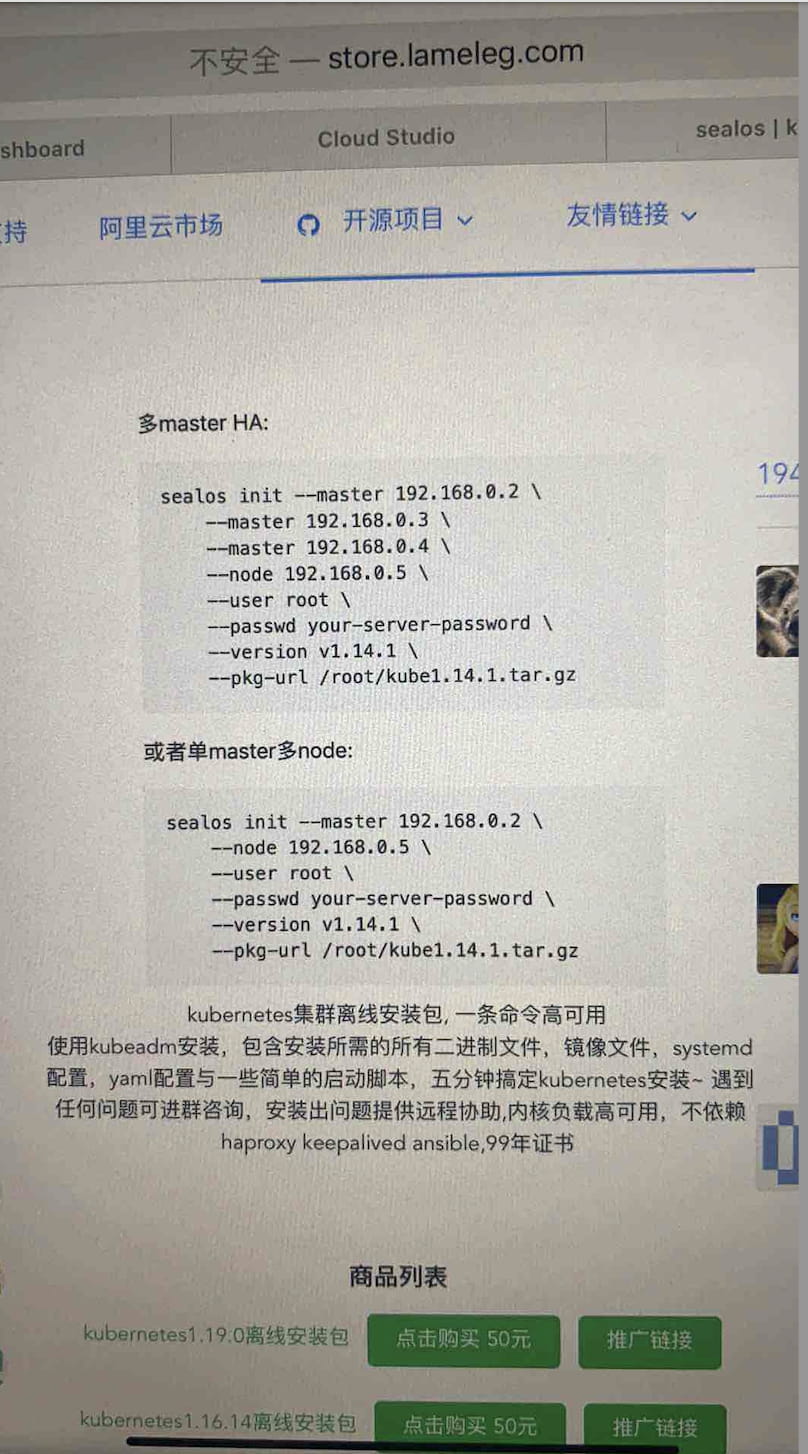 不安全 — store.lameleg.com
shboard
Cloud Studio
sealos | k
持
阿里云市场
开源项目
友情链接
多master HA:
194
sealos init --master 192.168.0.2 \
--master 192.168.0.3 \
--master 192.168.0.4 \
--node 192.168.0.5 \
--user root \
--passwd your-server-password \
--version v1.14.1 \
--pkg-url /root/kube1.14.1.tar.gz
或者单master多node:
sealos init --master 192.168.0.2 \
--node 192.168.0.5 \
--user root \
--passwd your-server-password \
--version v1.14.1 \
--pkg-url /root/kube1.14.1.tar.gz
kubernetes集群离线安装包, 一条命令高可用
使用kubeadm安装，包含安装所需的所有二进制文件，镜像文件，systemd
配置，yaml配置与一些简单的启动脚本，五分钟搞定kubernetes安装~ 遇到
任何问题可进群咨询，安装出问题提供远程协助,内核负载高可用，不依赖
haproxy keepalived ansible,99年证书
商品列表
kubernetes1.19.0离线安装包
点击购买 50元
推广链接
kubernetes1.16.14离线安装包
点击购买 50元
推广链接